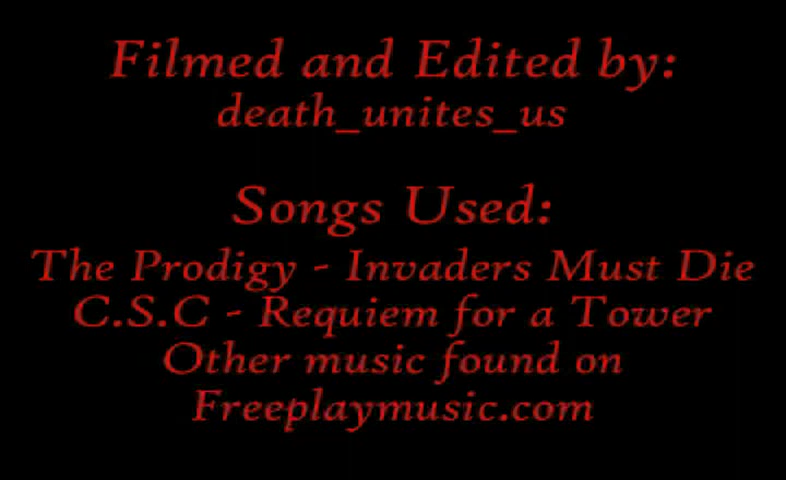 Filmed and Edited by:
death_unites_us
Songs Used:
The Prodigy - Invaders Must Die
C.S.C - Requiem for a Tower
Other music found on
Freeplaymusic.com